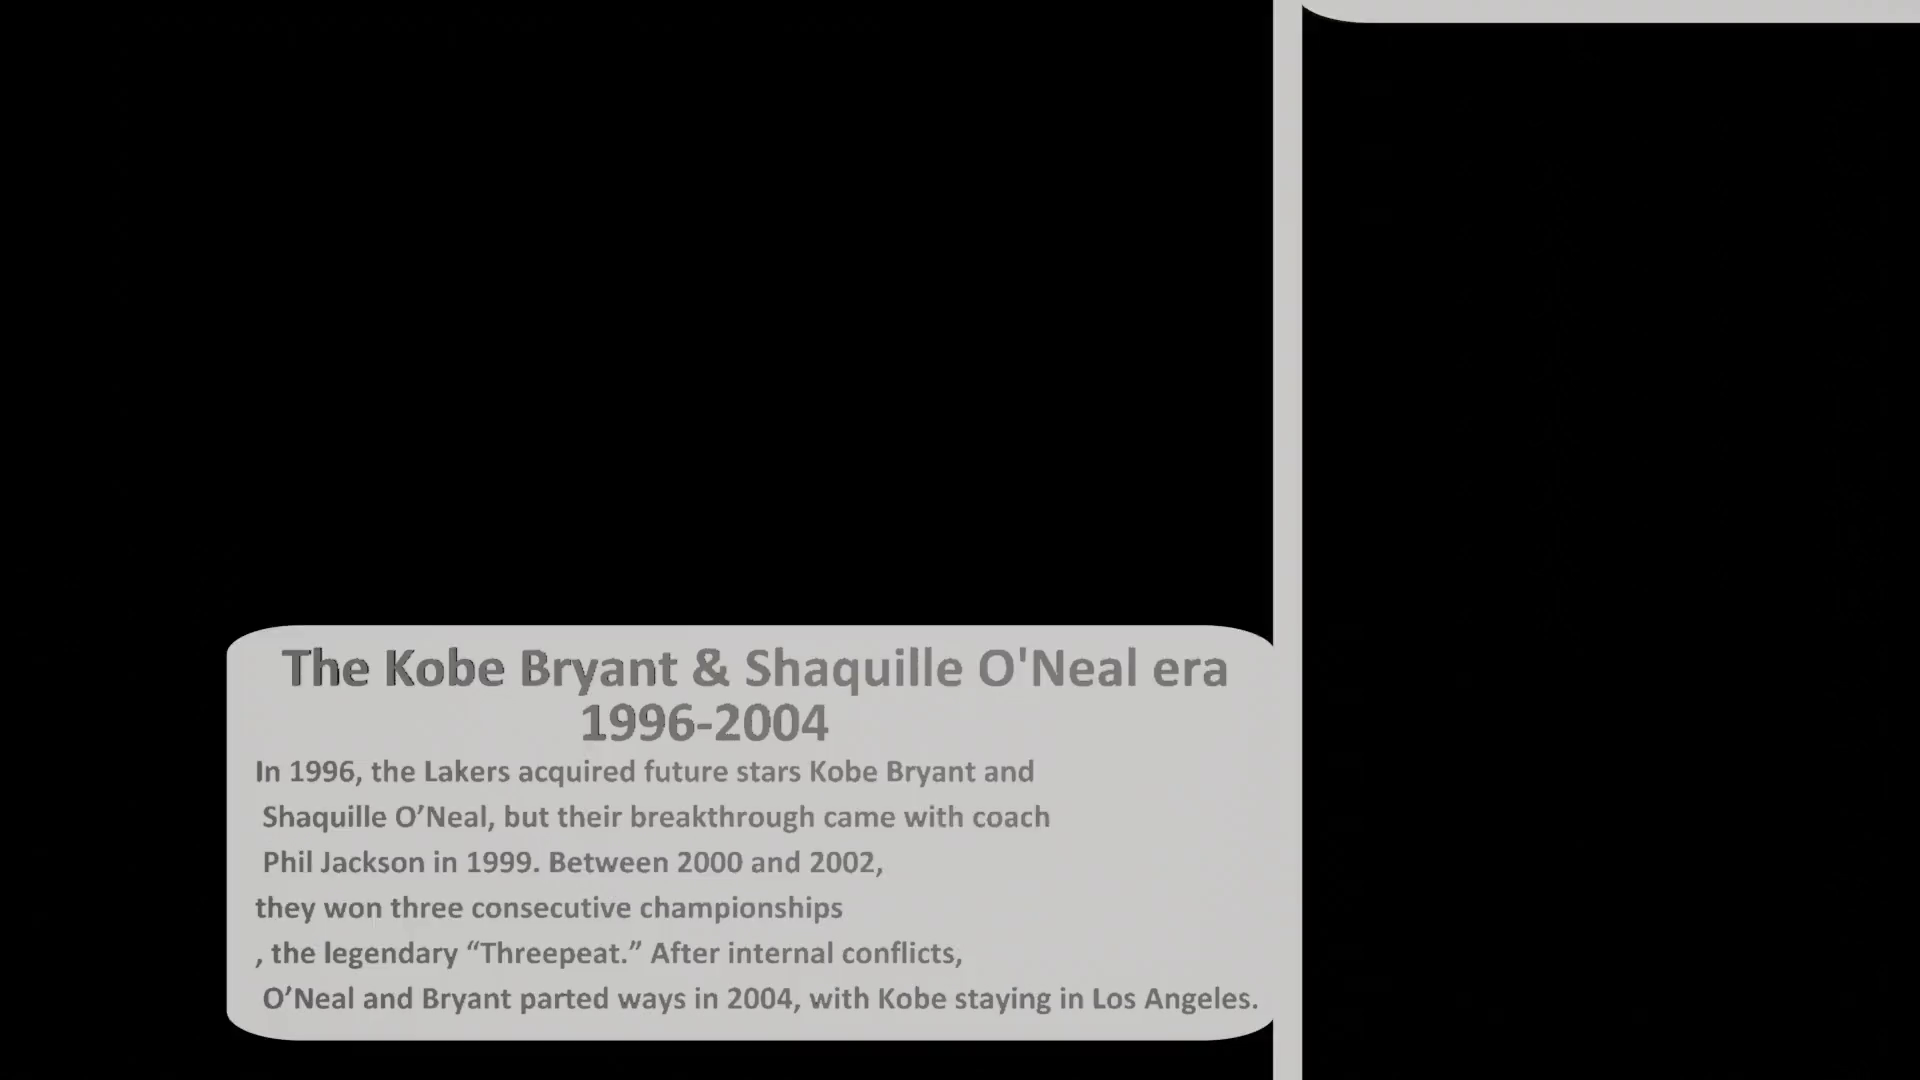 The Kobe Bryant & Shaquille O'Neal era
1996-2004
In 1996, the Lakers acquired future stars Kobe Bryant and
Shaquille O’Neal, but their breakthrough came with coach
Phil Jackson in 1999. Between 2000 and 2002,
they won three consecutive championships
, the legendary “Threepeat.” After internal conflicts,
O’Neal and Bryant parted ways in 2004, with Kobe staying in Los Angeles.